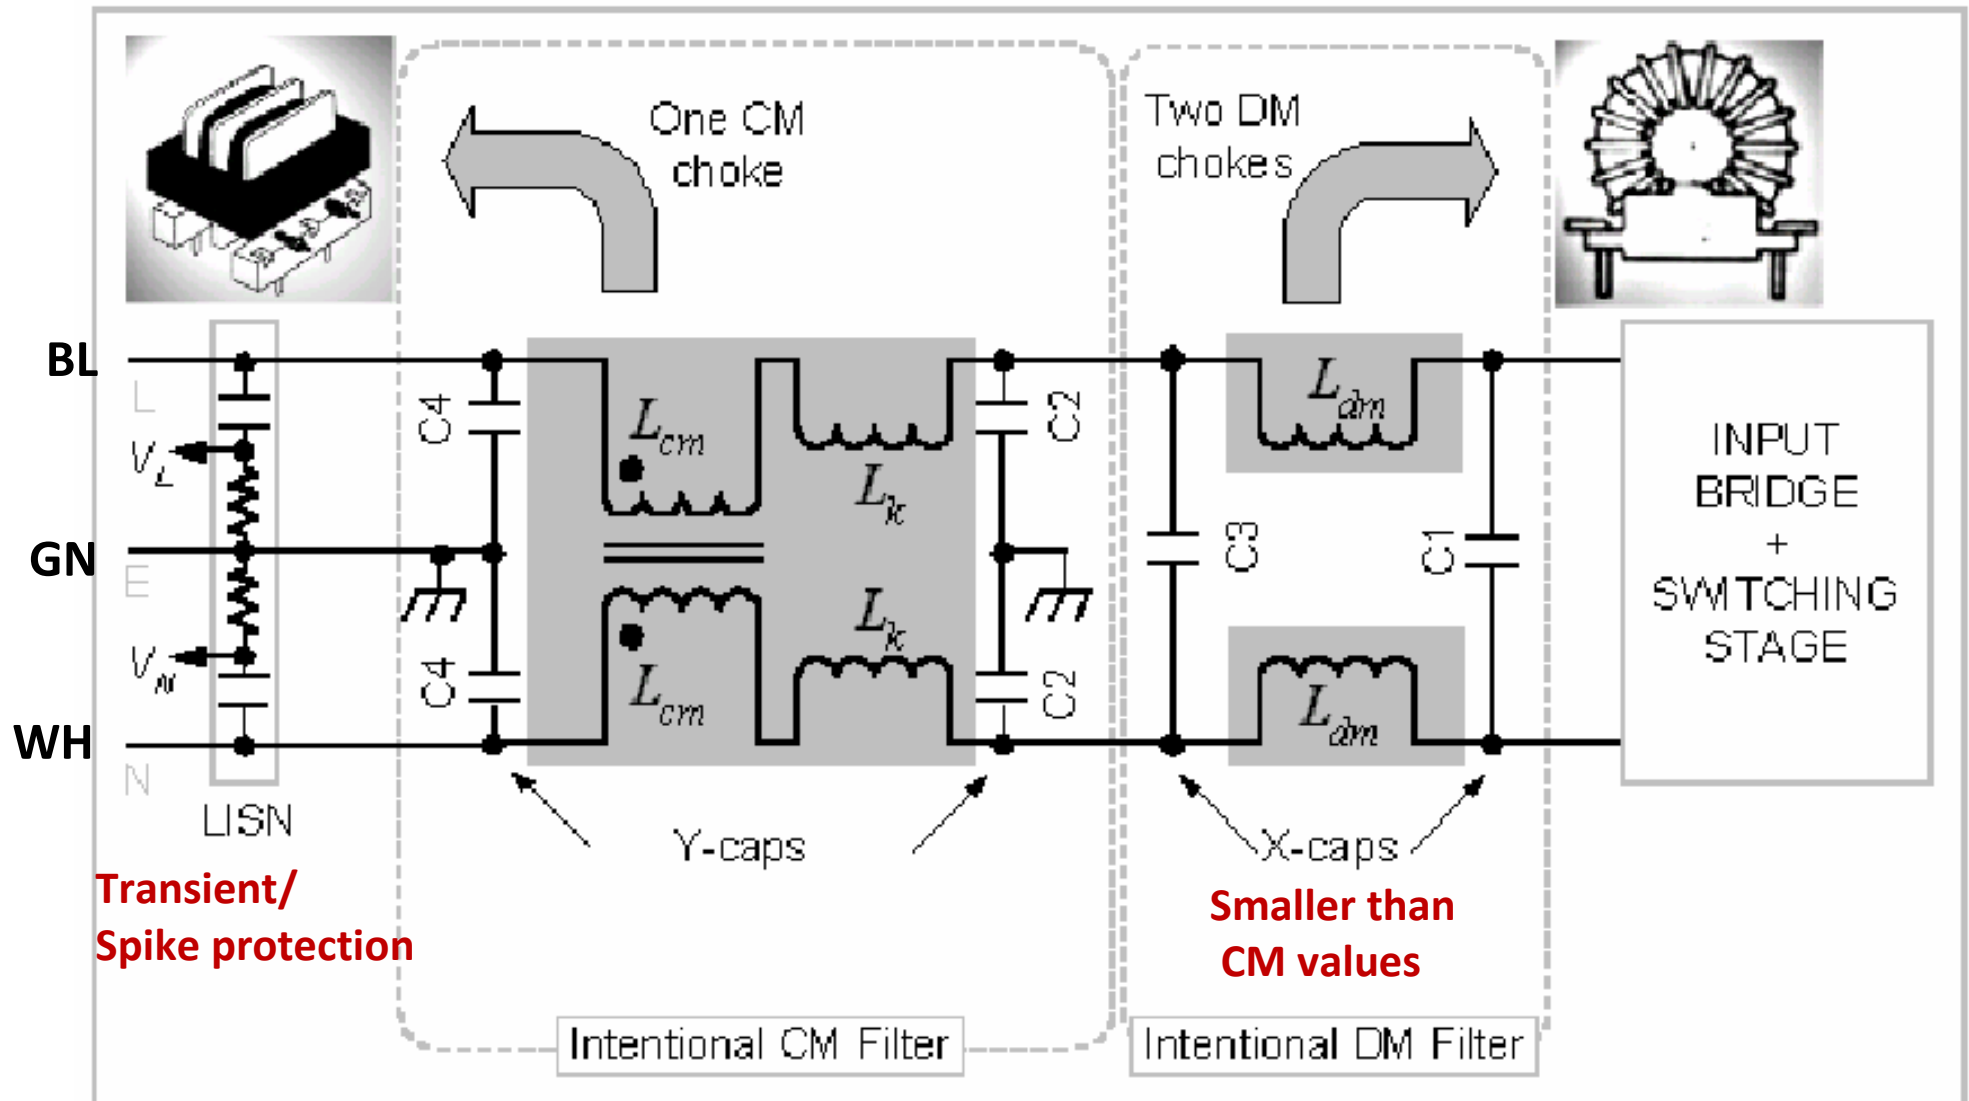 One CM
choke
Two DM
chokes
BL
L
C4
Lcm
Lk
C2
Ldm
VL
GN
E
C3
C1
INPUT
BRIDGE
+
SWITCHING
STAGE
VN
C4
Lcm
Lk
C2
Ldm
WH
N
LISN
Y-caps
X-caps
Transient/
Spike protection
Smaller than
CM values
Intentional CM Filter
Intentional DM Filter